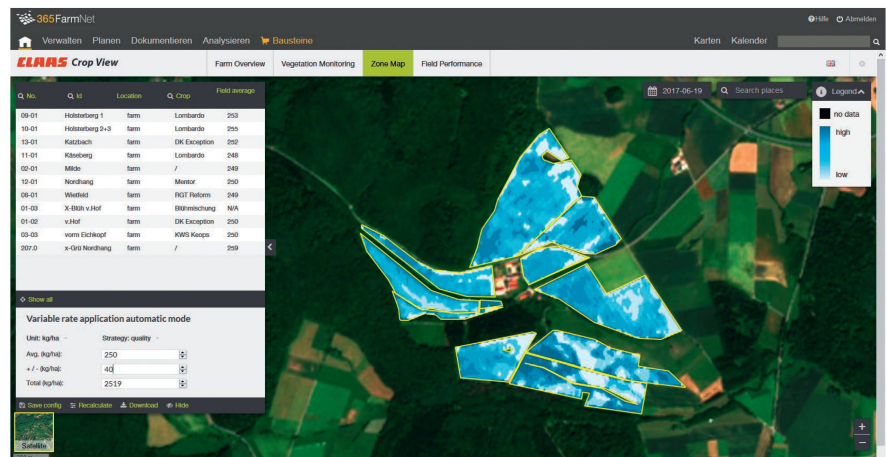 365FarmNet
Hilfe Abmelden
Verwalten Planen Dokumentieren Analysieren Bausteine Karten Kalender
CLAAS Crop View Farm Overview Vegetation Monitoring Zone Map Field Performance
2017-06-19 Search places Legend
no data
high
low
No. Id Location Crop Field average
09-01 Holsterberg 1 farm Lombardo 253
10-01 Holsterberg 2+3 farm Lombardo 255
13-01 Katzbach farm DK Exception 252
11-01 Käseberg farm Lombardo 248
02-01 Milde farm / 249
12-01 Nordhang farm Mentor 250
06-01 Wietfeld farm RGT Reform 249
01-03 X-Blüh v.Hof farm Blühmischung N/A
01-02 v.Hof farm DK Exception 250
03-03 vorm Eichkopf farm KWS Keops 250
207.0 x-Grü Nordhang farm / 259
Show all
Variable rate application automatic mode
Unit: kg/ha Strategy: quality
Avg. (kg/ha): 250
+ / - (kg/ha): 40
Total (kg/ha): 2519
Save config Recalculate Download Hide
Satellite
+
−